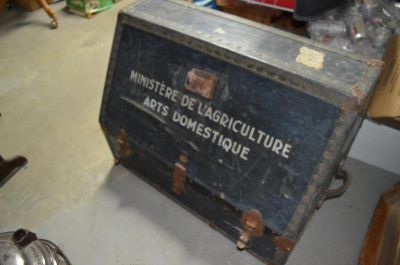 MINISTÈRE DE L'AGRICULTURE
ARTS DOMESTIQUE